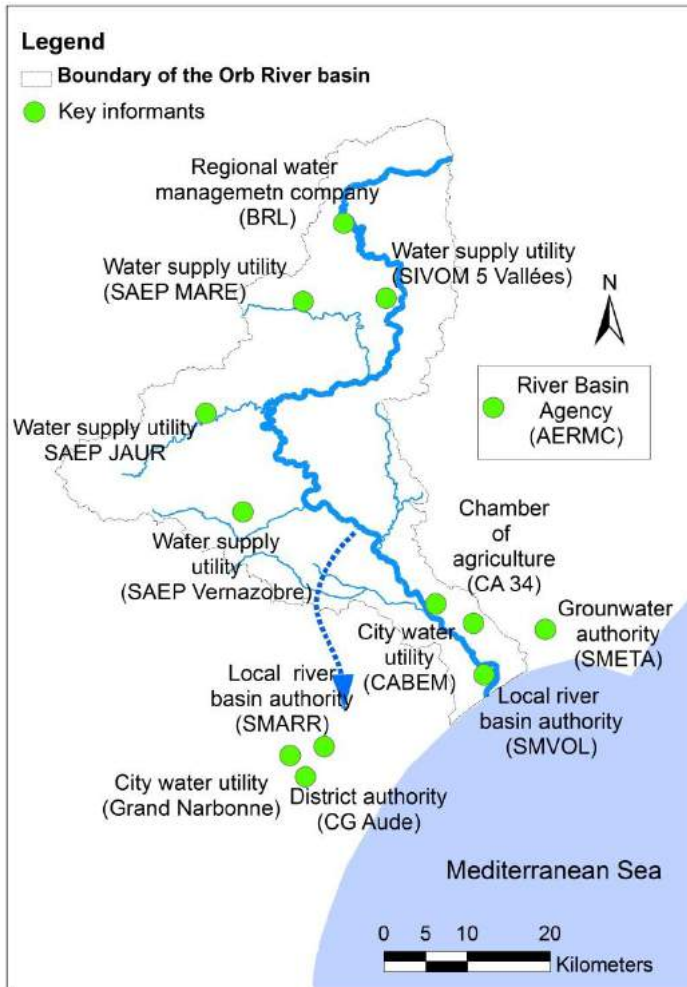 Legend
Boundary of the Orb River basin
Key informants
Regional water
managemetn company
(BRL)
Water supply utility
(SIVOM 5 Vallées)
Water supply utility
(SAEP MARE)
N
River Basin
Agency
(AERMC)
Water supply utility
SAEP JAUR
Chamber
of
agriculture
(CA 34)
Water supply
utility
(SAEP Vernazobre)
Grounwater
authority
(SMETA)
City water
utility
(CABEM)
Local river
basin authority
(SMARR)
Local river
basin authority
(SMVOL)
City water utility
(Grand Narbonne)
District authority
(CG Aude)
Mediterranean Sea
0 5 10 20
Kilometers